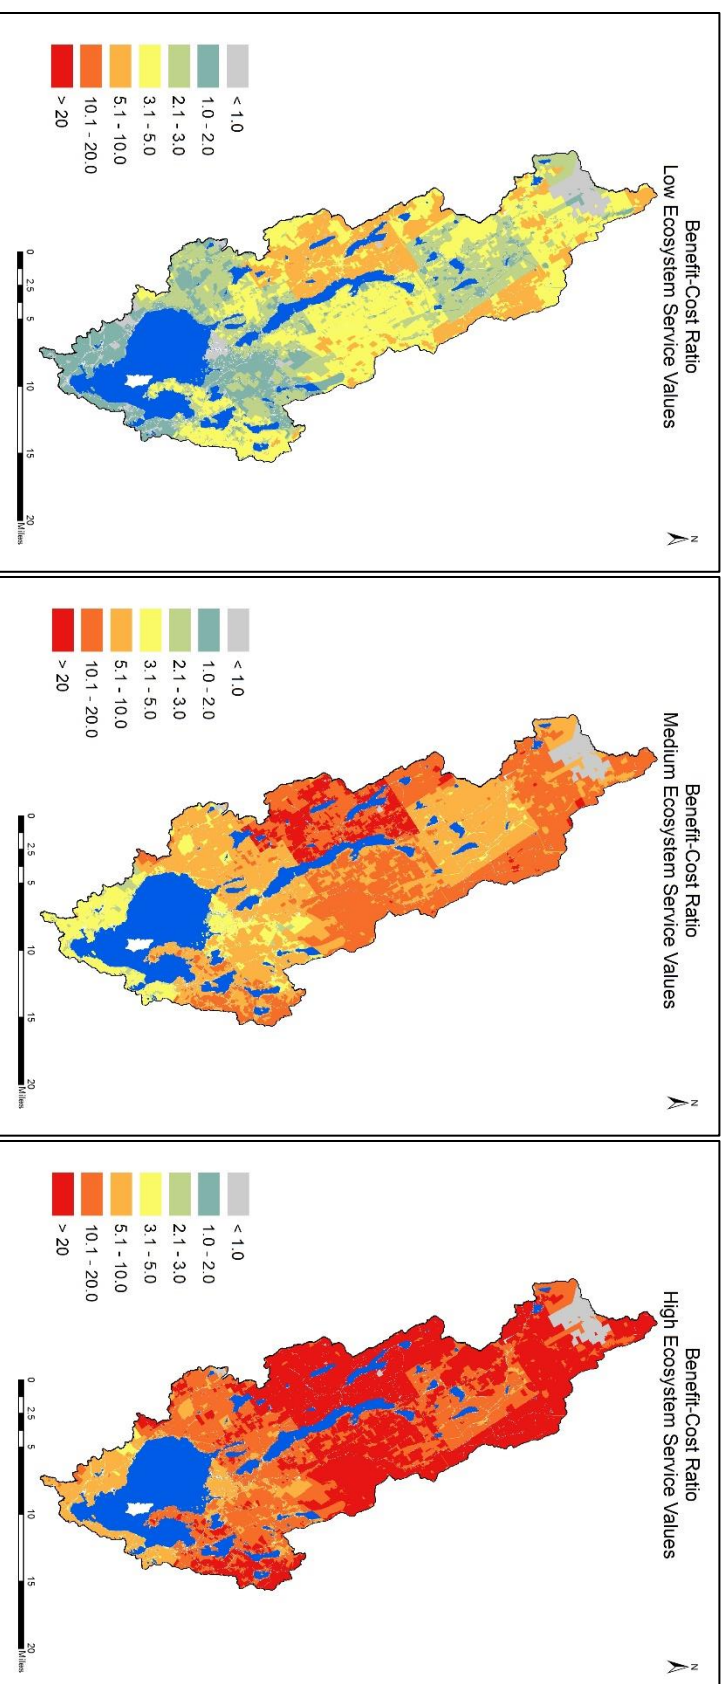 Benefit-Cost Ratio
Low Ecosystem Service Values
N
< 1.0
1.0 - 2.0
2.1 - 3.0
3.1 - 5.0
5.1 - 10.0
10.1 - 20.0
> 20
0 2.5 5 10 15 20
Miles
Benefit-Cost Ratio
Medium Ecosystem Service Values
N
< 1.0
1.0 - 2.0
2.1 - 3.0
3.1 - 5.0
5.1 - 10.0
10.1 - 20.0
> 20
0 2.5 5 10 15 20
Miles
Benefit-Cost Ratio
High Ecosystem Service Values
N
< 1.0
1.0 - 2.0
2.1 - 3.0
3.1 - 5.0
5.1 - 10.0
10.1 - 20.0
> 20
0 2.5 5 10 15 20
Miles